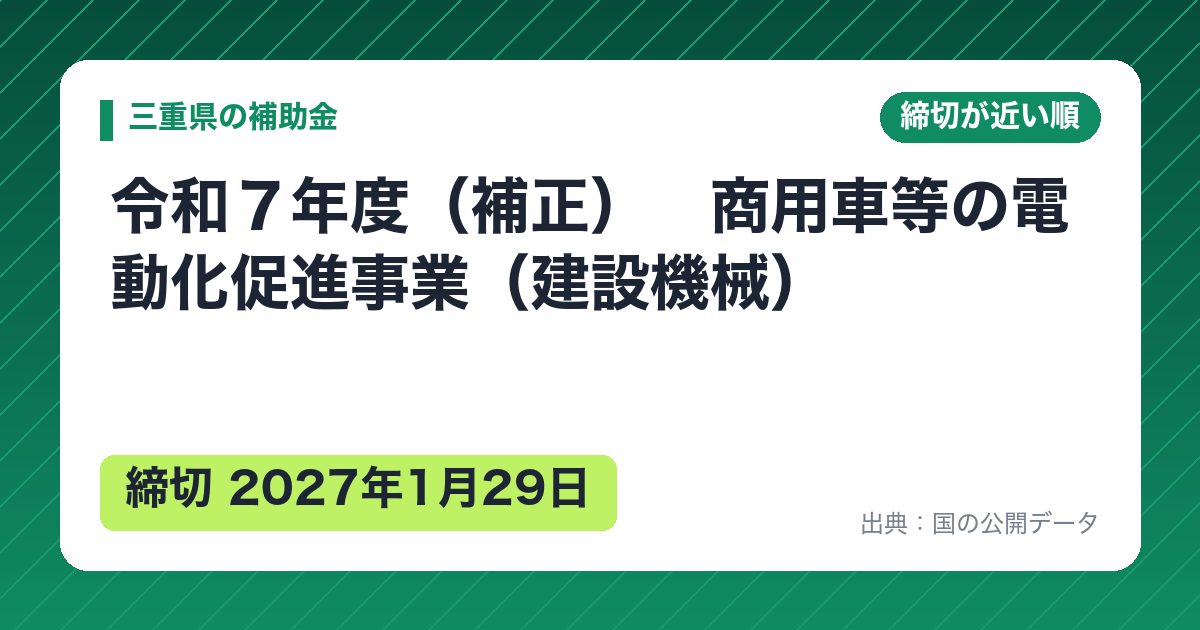 三重県の補助金
締切が近い順
令和７年度（補正）　商用車等の電
動化促進事業（建設機械）
締切 2027年1月29日
出典：国の公開データ